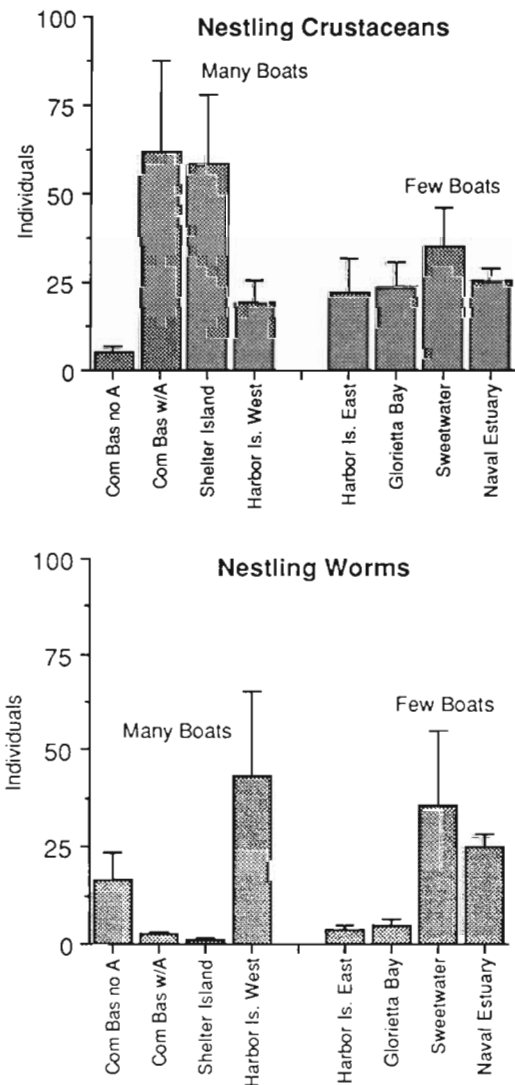 Nestling Crustaceans
Many Boats
Few Boats
Individuals
100
75
50
25
0
Com Bas no A
Com Bas w/A
Shelter Island
Harbor Is. West
Harbor Is. East
Glorietta Bay
Sweetwater
Naval Estuary
Nestling Worms
Many Boats
Few Boats
Individuals
100
75
50
25
0
Com Bas no A
Com Bas w/A
Shelter Island
Harbor Is. West
Harbor Is. East
Glorietta Bay
Sweetwater
Naval Estuary